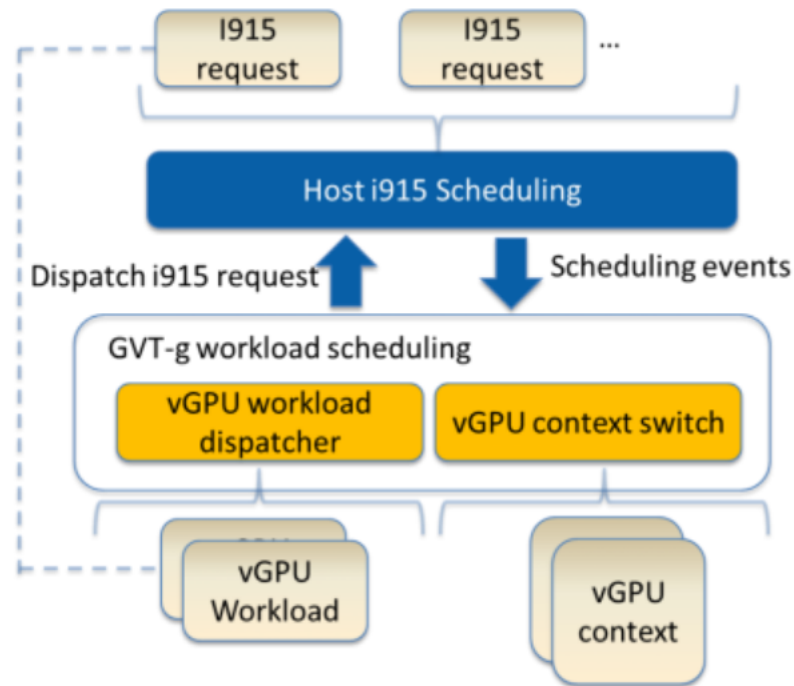 I915
request
I915
request
...
Host i915 Scheduling
Dispatch i915 request
Scheduling events
GVT-g workload scheduling
vGPU workload
dispatcher
vGPU context switch
vGPU
Workload
vGPU
context